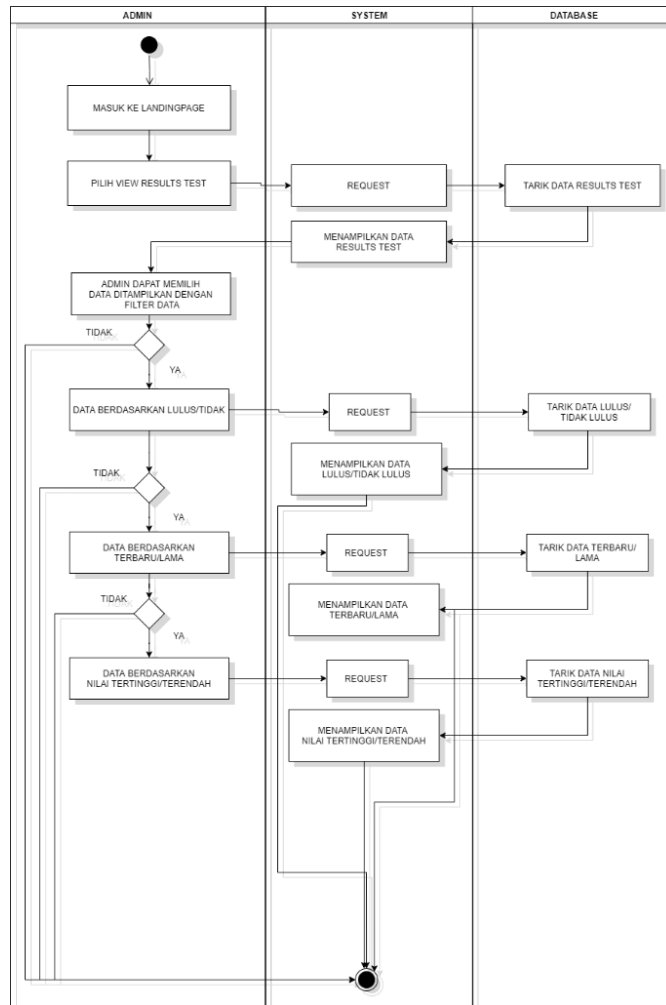 ADMIN
SYSTEM
DATABASE
MASUK KE LANDINGPAGE
PILIH VIEW RESULTS TEST
REQUEST
TARIK DATA RESULTS TEST
MENAMPILKAN DATA
RESULTS TEST
ADMIN DAPAT MEMILIH
DATA DITAMPILKAN DENGAN
FILTER DATA
TIDAK
YA
DATA BERDASARKAN LULUS/TIDAK
REQUEST
TARIK DATA LULUS/
TIDAK LULUS
MENAMPILKAN DATA
LULUS/TIDAK LULUS
TIDAK
YA
DATA BERDASARKAN
TERBARU/LAMA
REQUEST
TARIK DATA TERBARU/
LAMA
MENAMPILKAN DATA
TERBARU/LAMA
TIDAK
YA
DATA BERDASARKAN
NILAI TERTINGGI/TERENDAH
REQUEST
TARIK DATA NILAI
TERTINGGI/TERENDAH
MENAMPILKAN DATA
NILAI TERTINGGI/TERENDAH